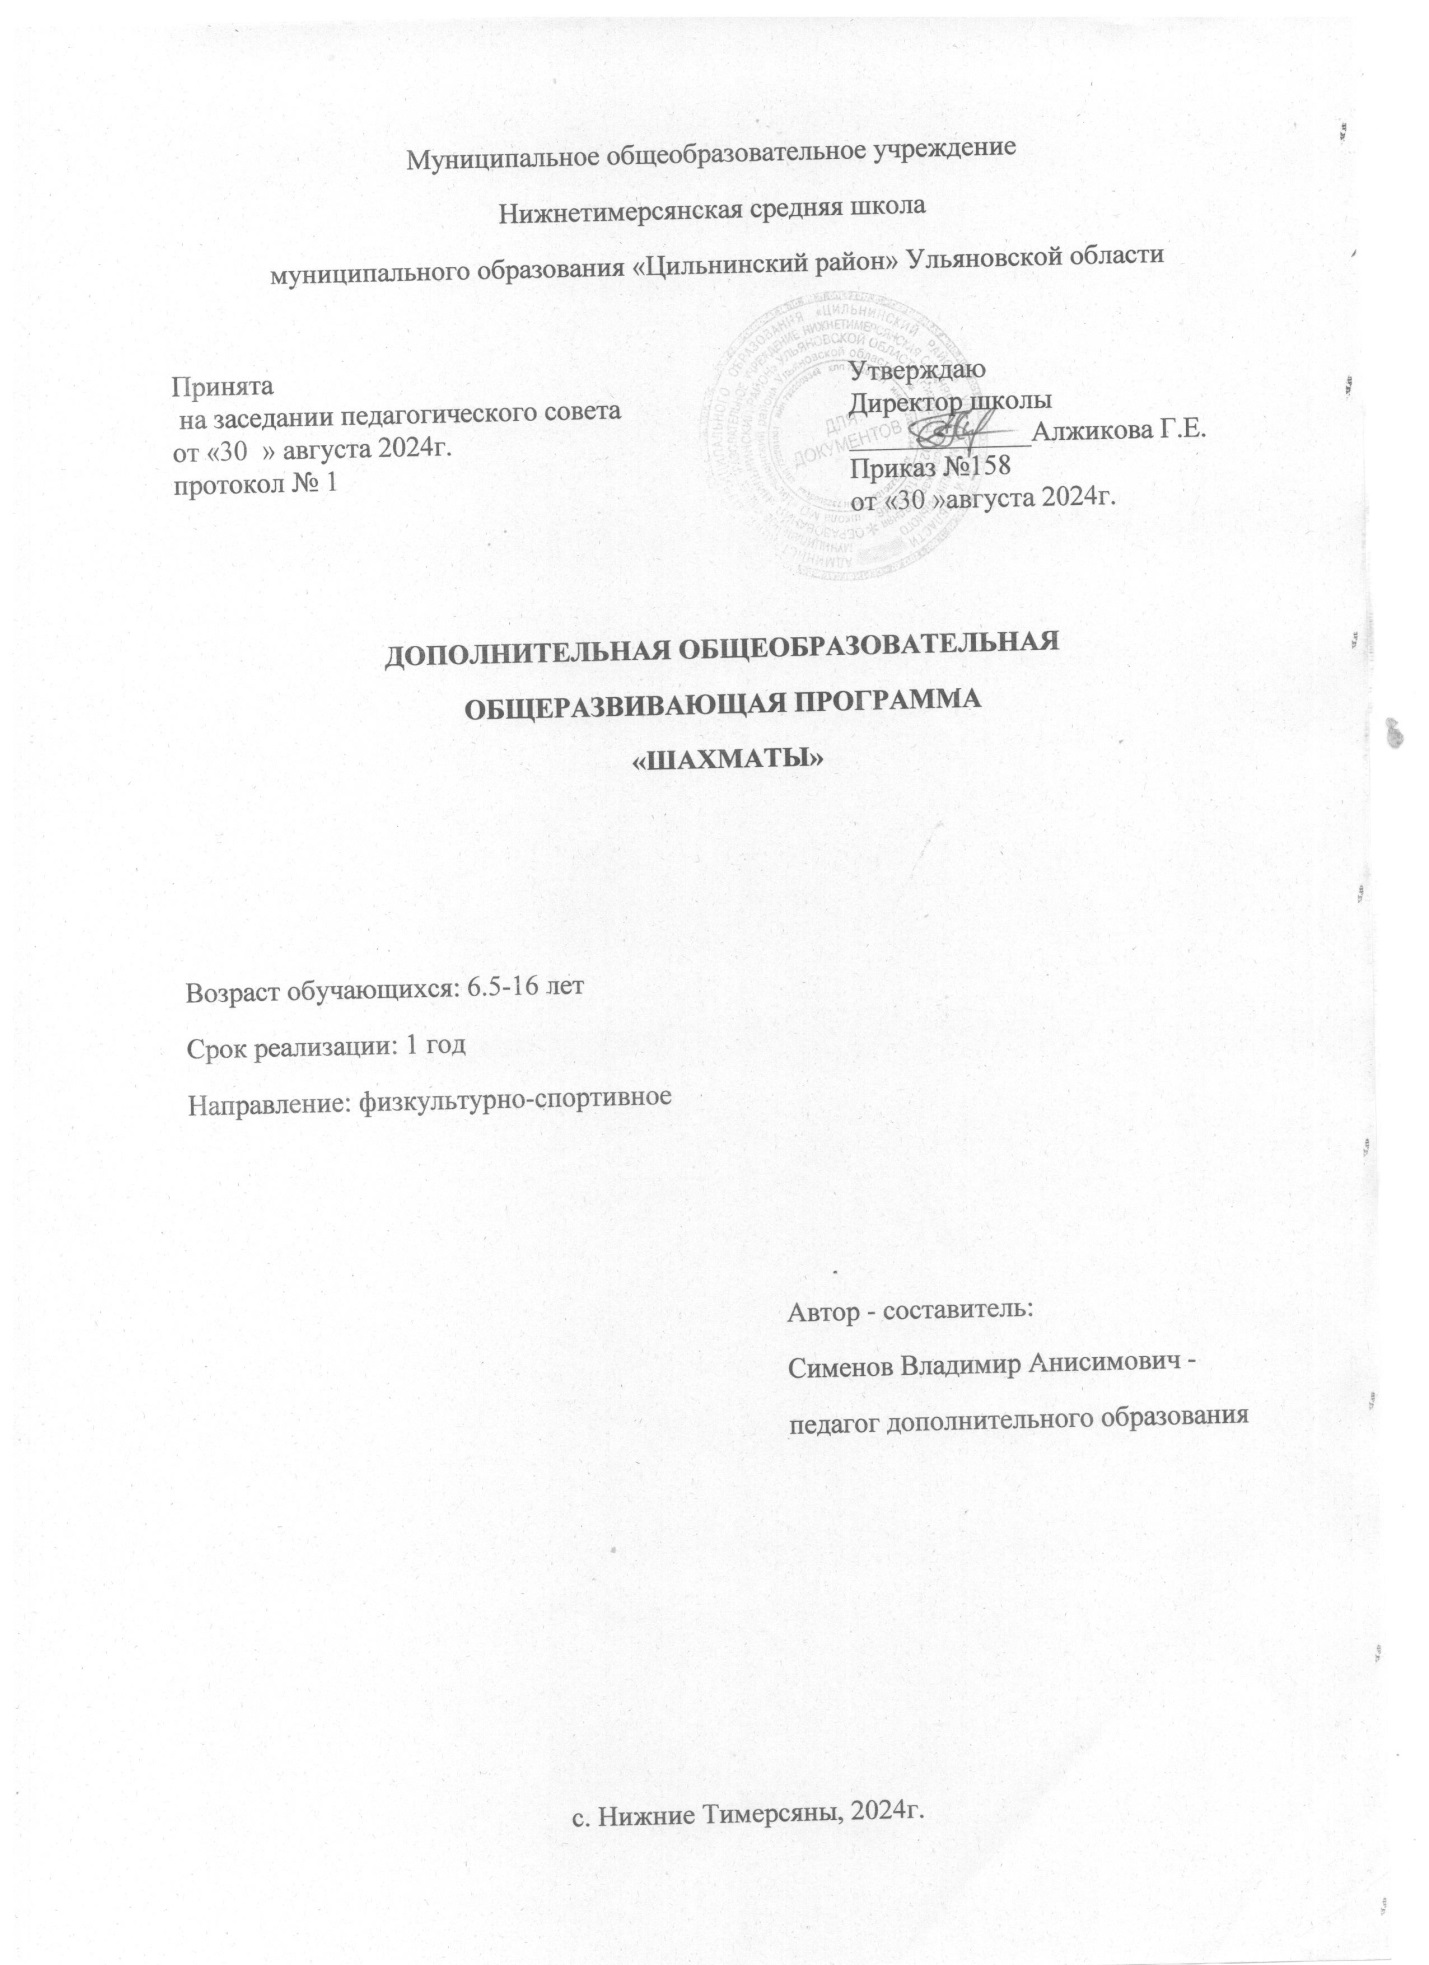 Муниципальное общеобразовательное учреждение
Нижнетимерсянская средняя школа
муниципального образования «Цильнинский район» Ульяновской области
Принята
на заседании педагогического совета
от «30  » августа 2024г.
протокол № 1
Утверждаю
Директор школы
Алжикова Г.Е.
Приказ №158
от «30 »августа 2024г.
ДЛЯ
ДОКУМЕНТОВ
ДОПОЛНИТЕЛЬНАЯ ОБЩЕОБРАЗОВАТЕЛЬНАЯ
ОБЩЕРАЗВИВАЮЩАЯ ПРОГРАММА
«ШАХМАТЫ»
Возраст обучающихся: 6.5-16 лет
Срок реализации: 1 год
Направление: физкультурно-спортивное
Автор - составитель:
Сименов Владимир Анисимович -
педагог дополнительного образования
с. Нижние Тимерсяны, 2024г.